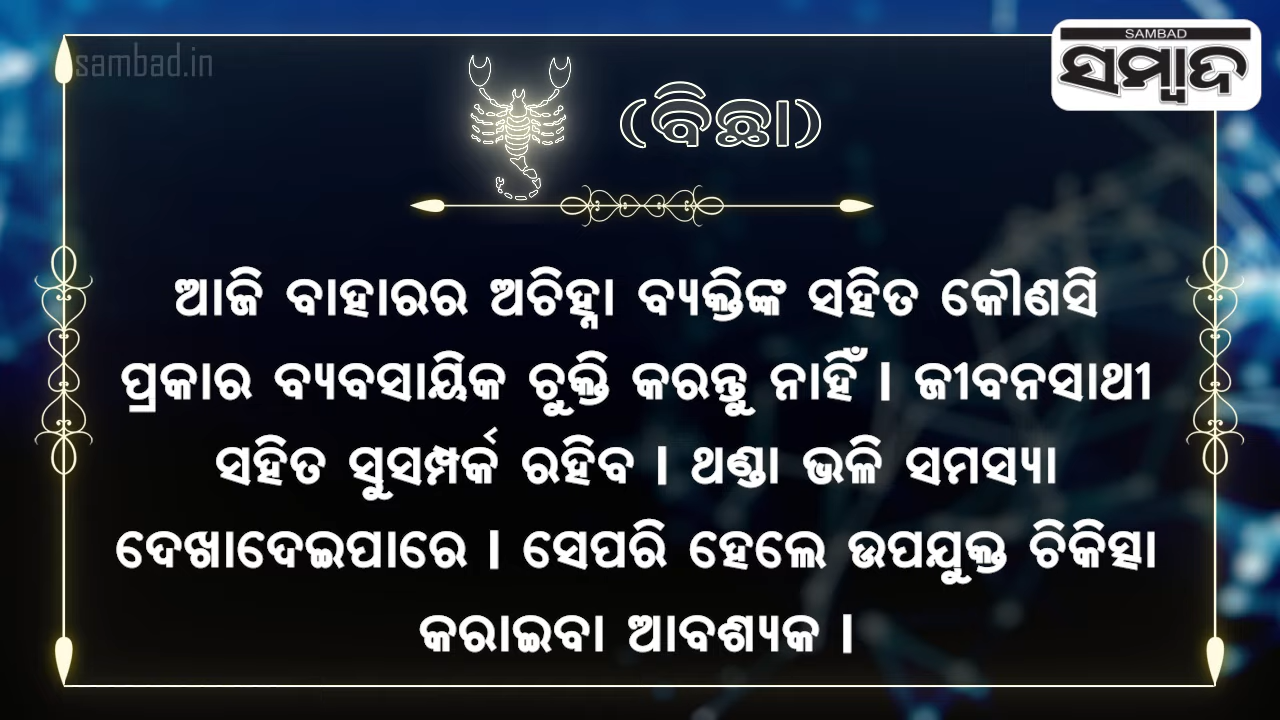 sambad.in
SAMBAD
ସମ୍ବାଦ
(ବିଛା)
ଆଜି ବାହାରର ଅଚିହ୍ନା ବ୍ୟକ୍ତିଙ୍କ ସହିତ କୌଣସି
ପ୍ରକାର ବ୍ୟବସାୟିକ ଚୁକ୍ତି କରନ୍ତୁ ନାହିଁ । ଜୀବନସାଥୀ
ସହିତ ସୁସମ୍ପର୍କ ରହିବ । ଥଣ୍ଡା ଭଳି ସମସ୍ୟା
ଦେଖାଦେଇପାରେ । ସେପରି ହେଲେ ଉପଯୁକ୍ତ ଚିକିତ୍ସା
କରାଇବା ଆବଶ୍ୟକ ।